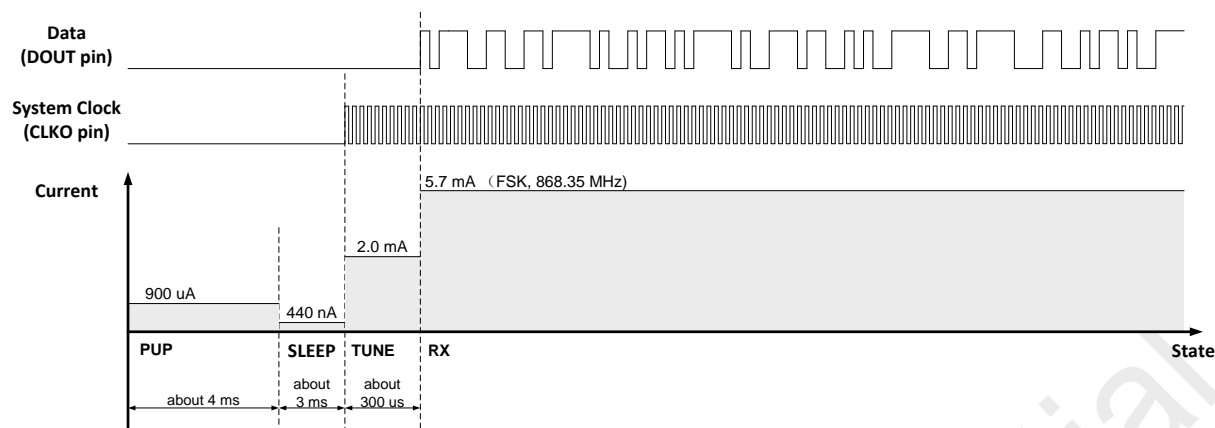 Data
(DOUT pin)
System Clock
(CLKO pin)
Current
5.7 mA （FSK, 868.35 MHz)
2.0 mA
900 uA
440 nA
PUP
SLEEP
TUNE
RX
State
about 4 ms
about
3 ms
about
300 us